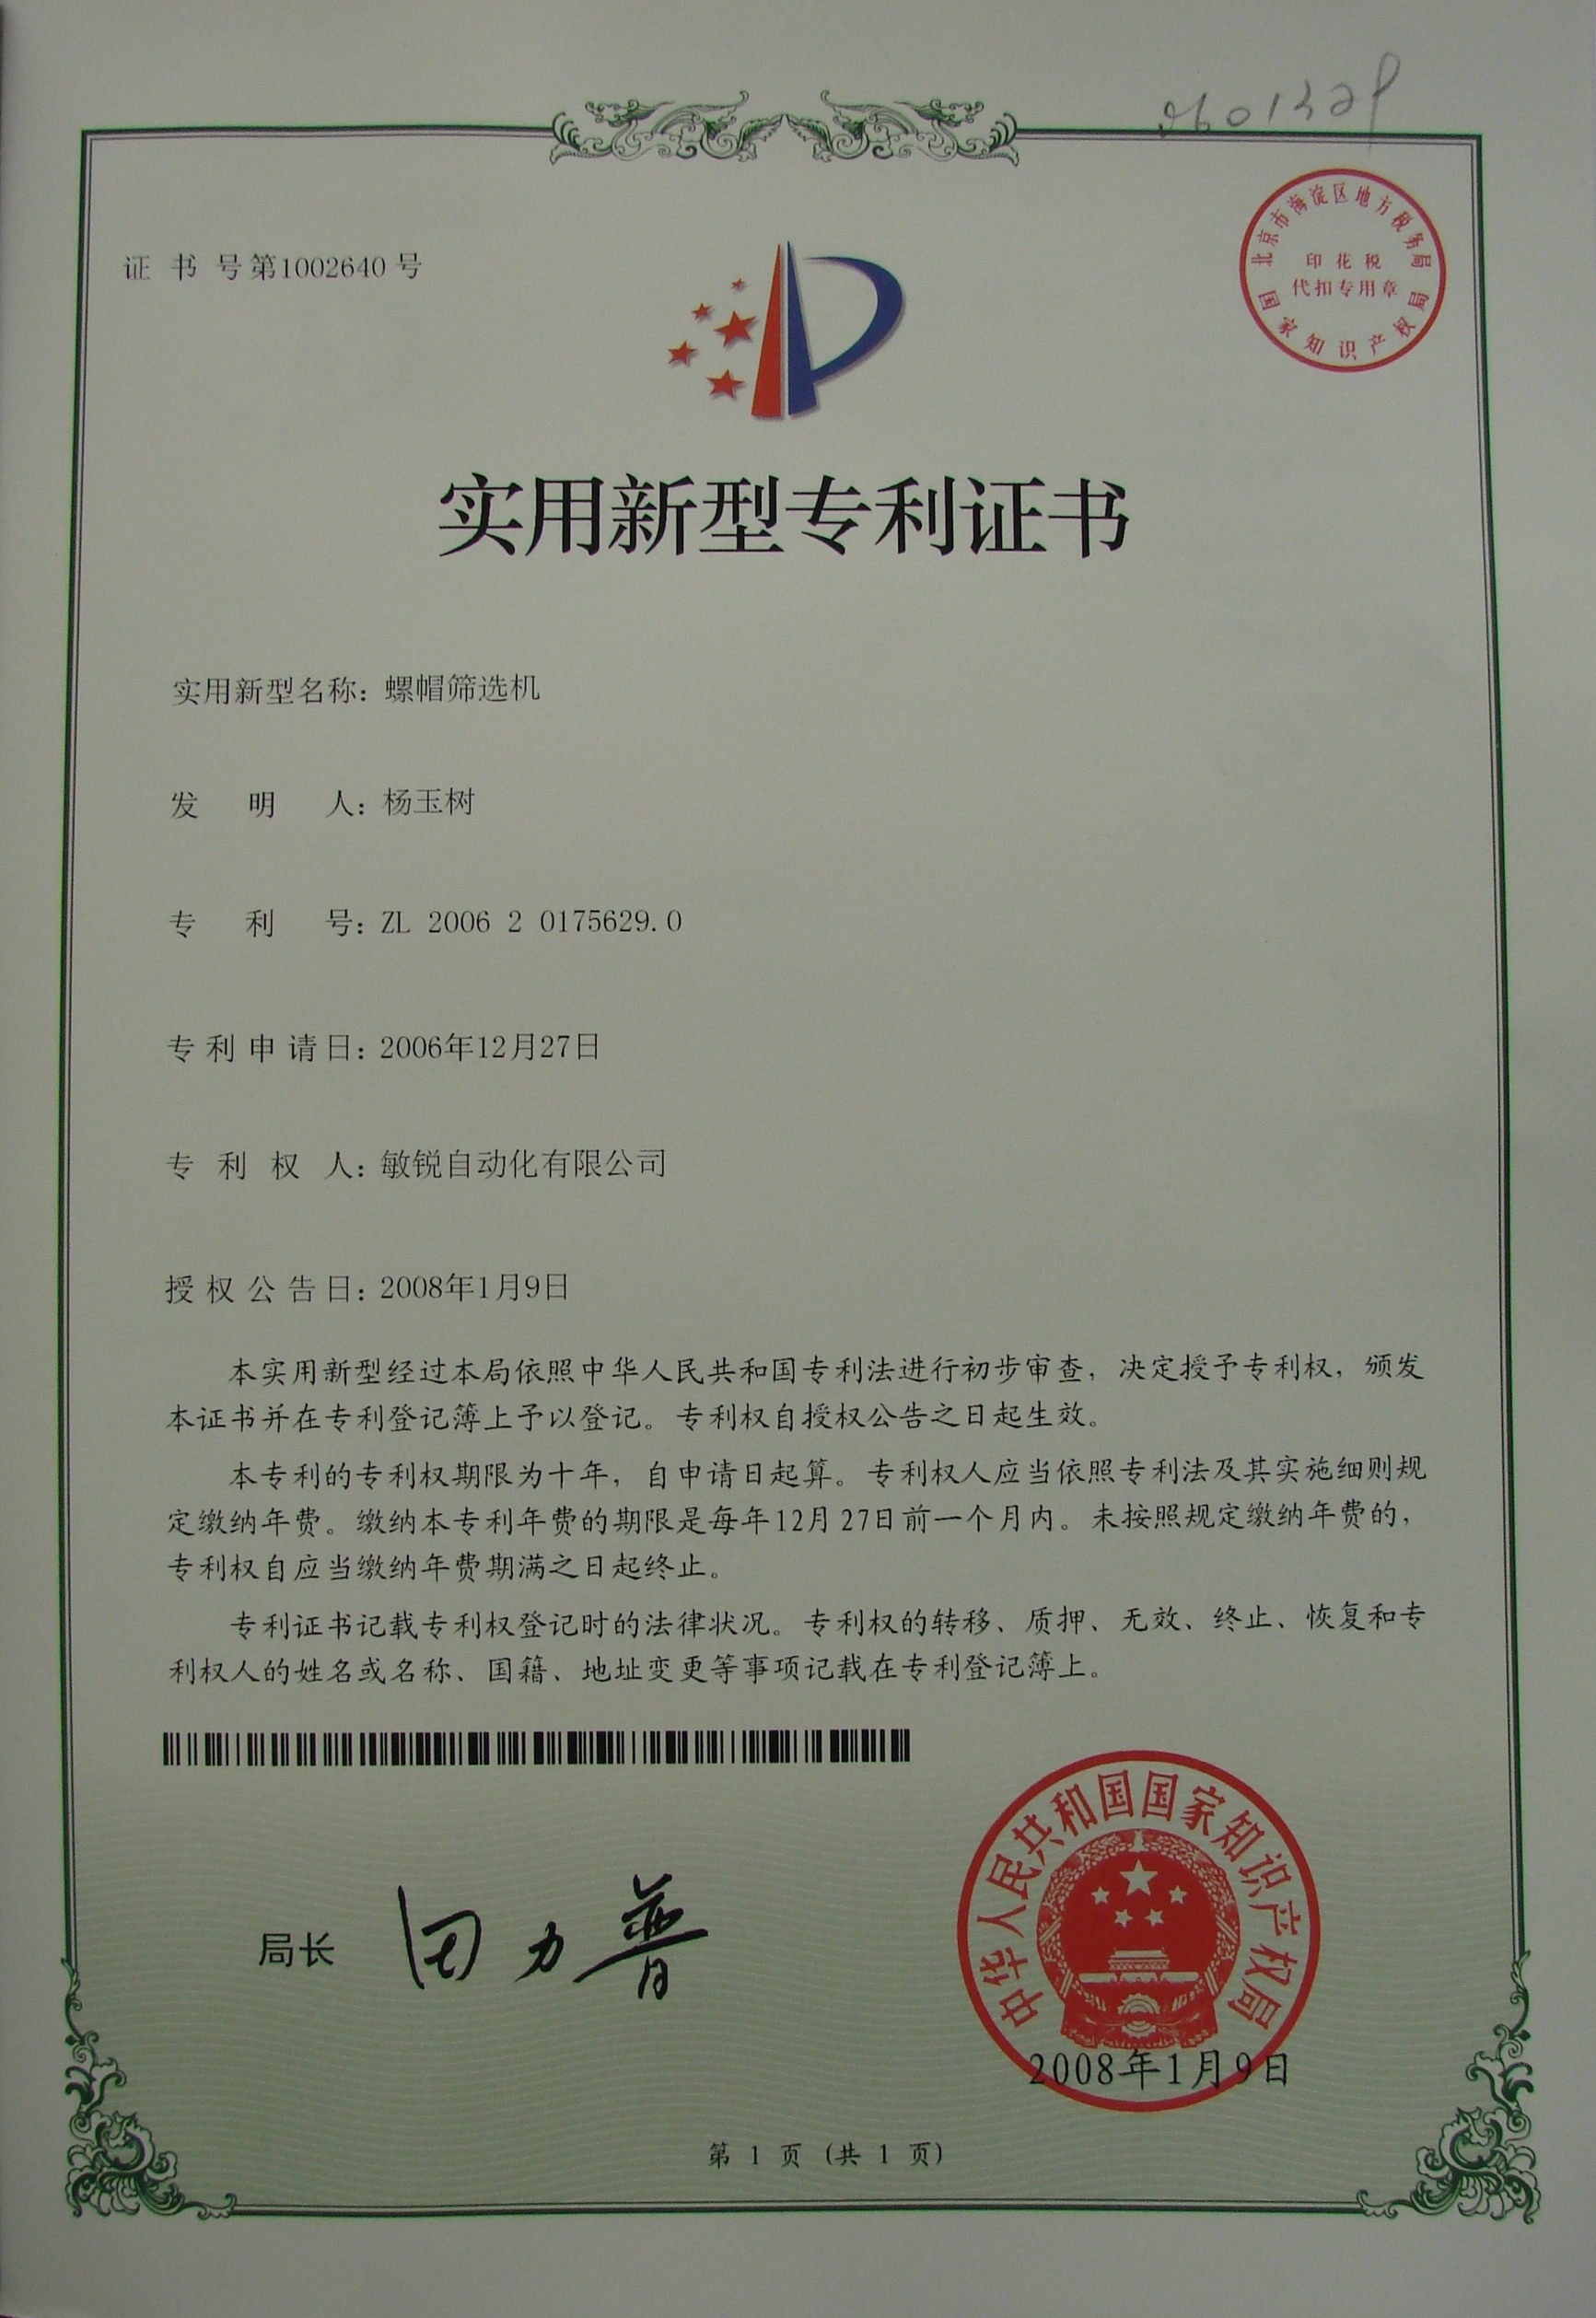 证书号第1002640号
北京市海淀区地方税务局
印花税
代扣专用章
国家知识产权局
实用新型专利证书
实用新型名称：螺帽筛选机
发明人：杨玉树
专利号：ZL 2006 2 0175629.0
专利申请日：2006年12月27日
专利权人：敏锐自动化有限公司
授权公告日：2008年1月9日
本实用新型经过本局依照中华人民共和国专利法进行初步审查，决定授予专利权，颁发
本证书并在专利登记簿上予以登记。专利权自授权公告之日起生效。
本专利的专利权期限为十年，自申请日起算。专利权人应当依照专利法及其实施细则规
定缴纳年费。缴纳本专利年费的期限是每年12月27日前一个月内。未按照规定缴纳年费的，
专利权自应当缴纳年费期满之日起终止。
专利证书记载专利权登记时的法律状况。专利权的转移、质押、无效、终止、恢复和专
利权人的姓名或名称、国籍、地址变更等事项记载在专利登记簿上。
局长
田力普
中华人民共和国国家知识产权局
2008年1月9日
第 1 页 (共 1 页)